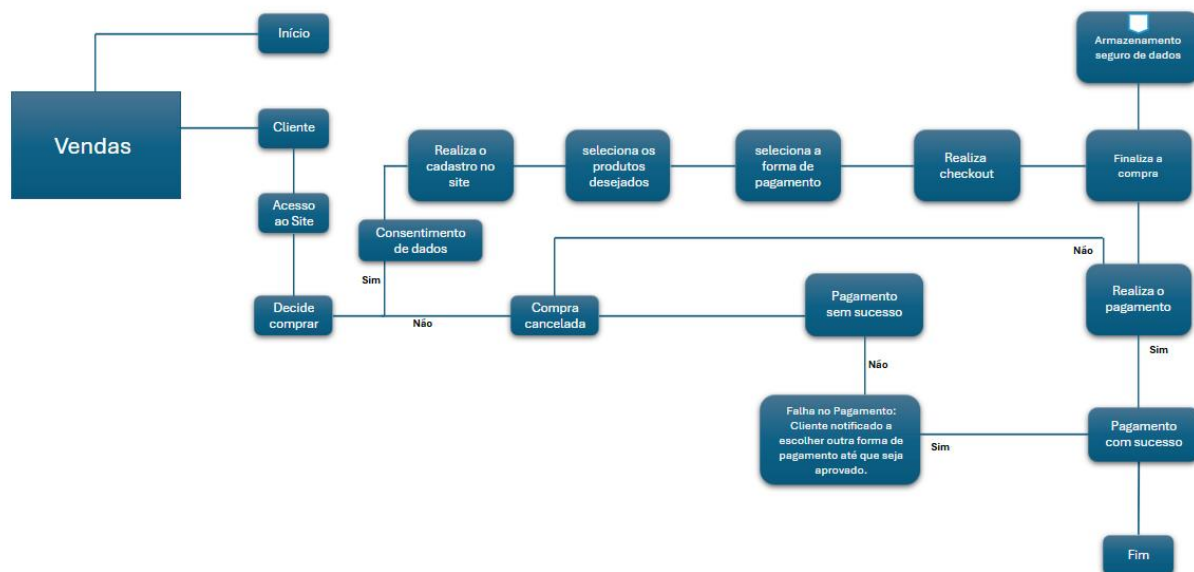 Início
Armazenamento
seguro de dados
Vendas
Cliente
Realiza o
cadastro no
site
seleciona os
produtos
desejados
seleciona a
forma de
pagamento
Realiza
checkout
Finaliza a
compra
Acesso
ao Site
Consentimento
de dados
Não
Sim
Decide
comprar
Não
Compra
cancelada
Pagamento
sem sucesso
Realiza o
pagamento
Sim
Não
Falha no Pagamento:
Cliente notificado a
escolher outra forma de
pagamento até que seja
aprovado.
Sim
Pagamento
com sucesso
Fim